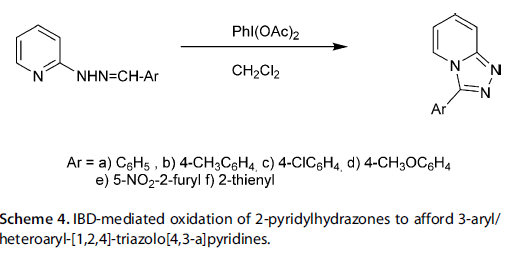 PhI(OAc)2
CH2Cl2
N
NHN=CH-Ar
N
N
N
Ar
Ar = a) C6H5 , b) 4-CH3C6H4, c) 4-ClC6H4, d) 4-CH3OC6H4
e) 5-NO2-2-furyl f) 2-thienyl
Scheme 4. IBD-mediated oxidation of 2-pyridylhydrazones to afford 3-aryl/
heteroaryl-[1,2,4]-triazolo[4,3-a]pyridines.